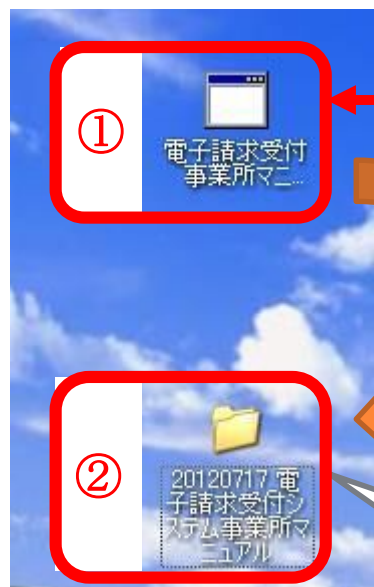 ①
電子請求受付
事業所マニ...
②
20120717_電
子請求受付シ
ステム事業所マ
ニュアル